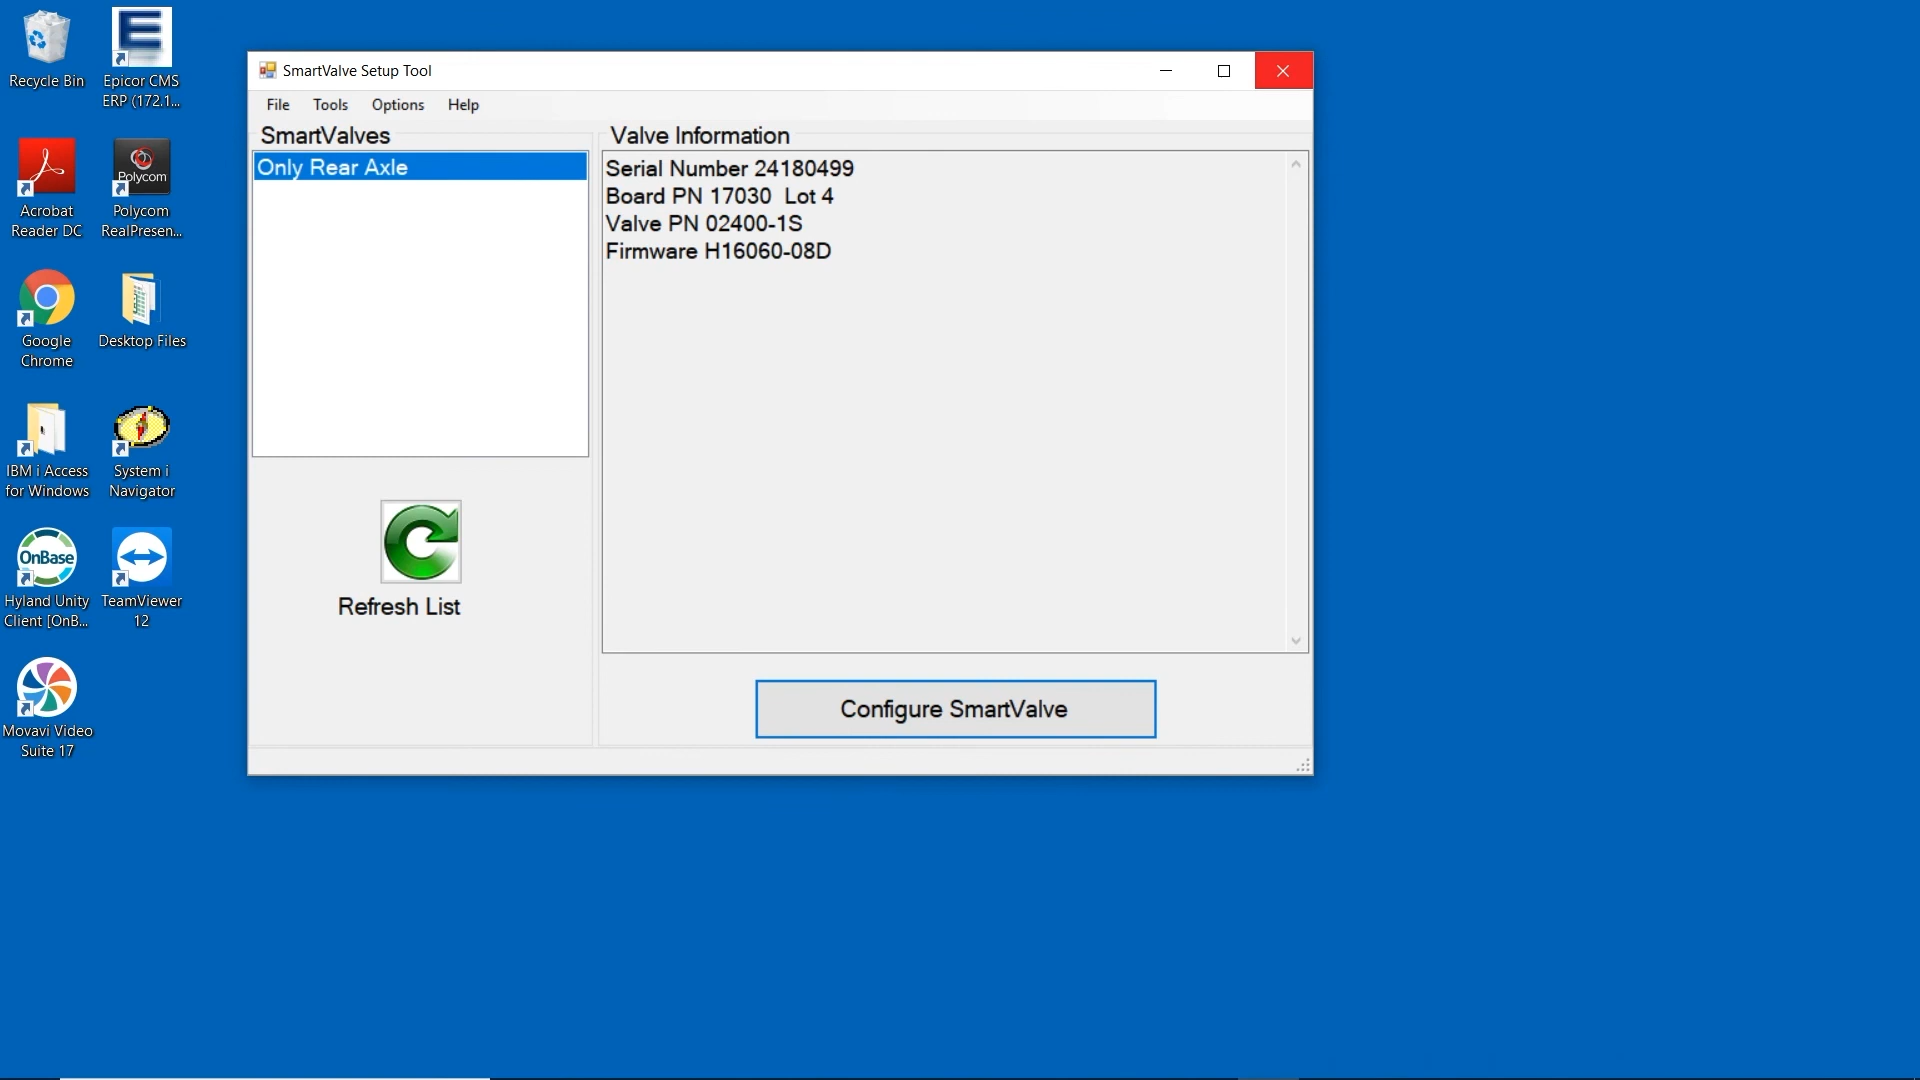 Recycle Bin
Epicor CMS
ERP (172.1...
Acrobat
Reader DC
Polycom
Polycom
RealPresen...
Google
Chrome
Desktop Files
IBM i Access
for Windows
System i
Navigator
OnBase
Hyland Unity
Client [OnB...
TeamViewer
12
Movavi Video
Suite 17
SmartValve Setup Tool
File Tools Options Help
SmartValves
Only Rear Axle
Refresh List
Valve Information
Serial Number 24180499
Board PN 17030  Lot 4
Valve PN 02400-1S
Firmware H16060-08D
Configure SmartValve